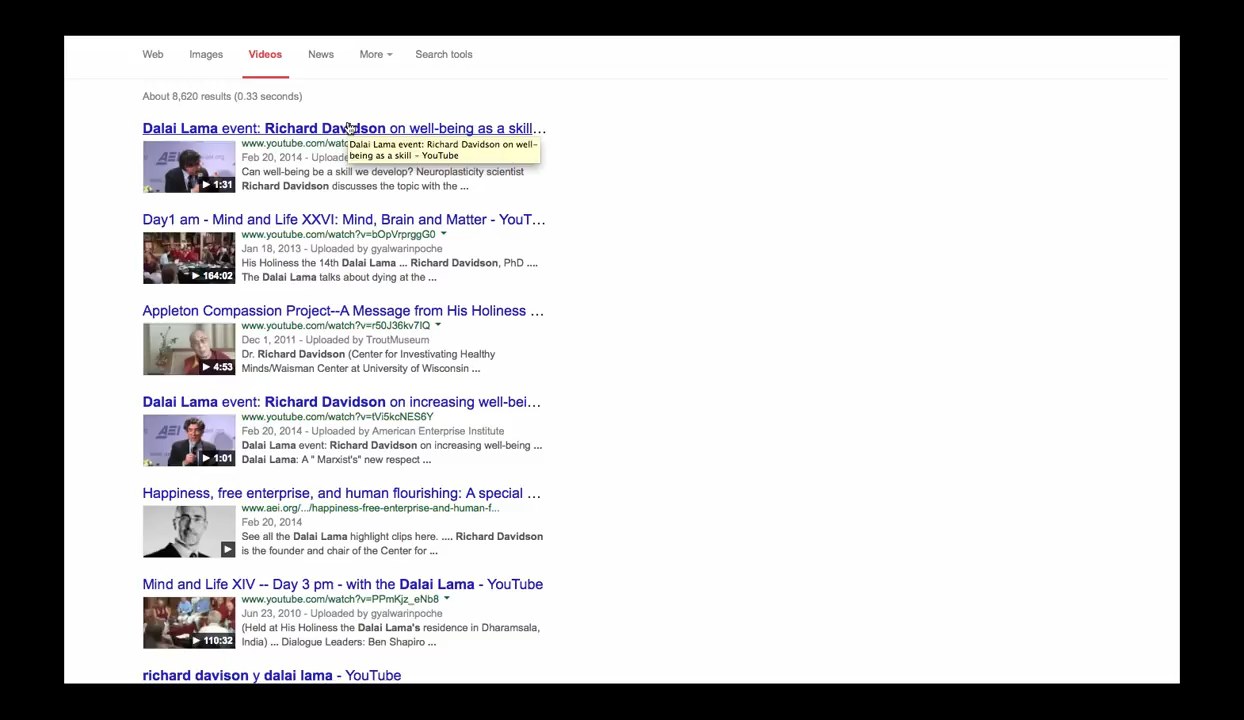 Web Images Videos News More Search tools
About 8,620 results (0.33 seconds)
Dalai Lama event: Richard Davidson on well-being as a skill...
www.youtube.com/watc
Dalai Lama event: Richard Davidson on well-
being as a skill - YouTube
Feb 20, 2014 - Uploade
1:31
Can well-being be a skill we develop? Neuroplasticity scientist
Richard Davidson discusses the topic with the ...
Day1 am - Mind and Life XXVI: Mind, Brain and Matter - YouT...
www.youtube.com/watch?v=bOpVrprggG0
Jan 18, 2013 - Uploaded by gyalwarinpoche
His Holiness the 14th Dalai Lama ... Richard Davidson, PhD ....
164:02
The Dalai Lama talks about dying at the ...
Appleton Compassion Project--A Message from His Holiness ...
www.youtube.com/watch?v=r50J36kv7IQ
Dec 1, 2011 - Uploaded by TroutMuseum
Dr. Richard Davidson (Center for Investivating Healthy
4:53
Minds/Waisman Center at University of Wisconsin ...
Dalai Lama event: Richard Davidson on increasing well-bei...
www.youtube.com/watch?v=tVi5kcNES6Y
AEI
Feb 20, 2014 - Uploaded by American Enterprise Institute
Dalai Lama event: Richard Davidson on increasing well-being ...
1:01
Dalai Lama: A " Marxist's" new respect ...
Happiness, free enterprise, and human flourishing: A special ...
www.aei.org/.../happiness-free-enterprise-and-human-f...
Feb 20, 2014
See all the Dalai Lama highlight clips here. .... Richard Davidson
is the founder and chair of the Center for ...
Mind and Life XIV -- Day 3 pm - with the Dalai Lama - YouTube
www.youtube.com/watch?v=PPmKjz_eNb8
Jun 23, 2010 - Uploaded by gyalwarinpoche
(Held at His Holiness the Dalai Lama's residence in Dharamsala,
110:32
India) ... Dialogue Leaders: Ben Shapiro ...
richard davison y dalai lama - YouTube